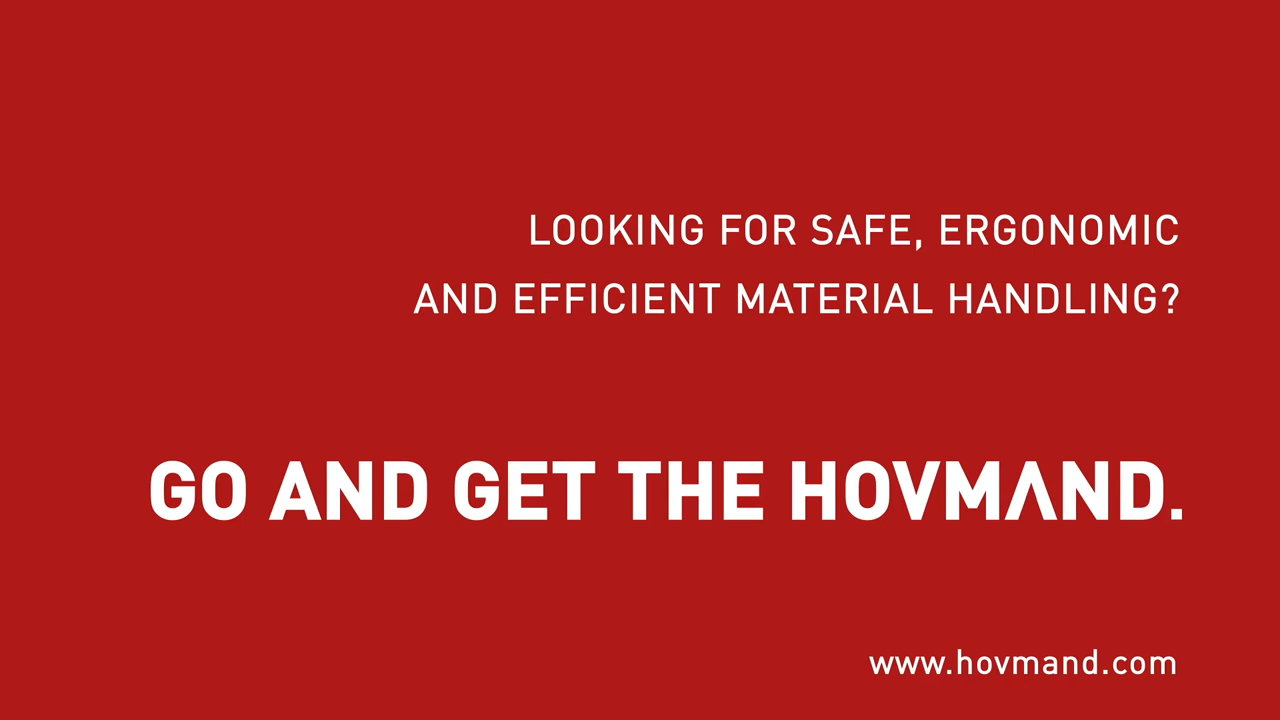 LOOKING FOR SAFE, ERGONOMIC
AND EFFICIENT MATERIAL HANDLING?
GO AND GET THE HOVMAND.
www.hovmand.com